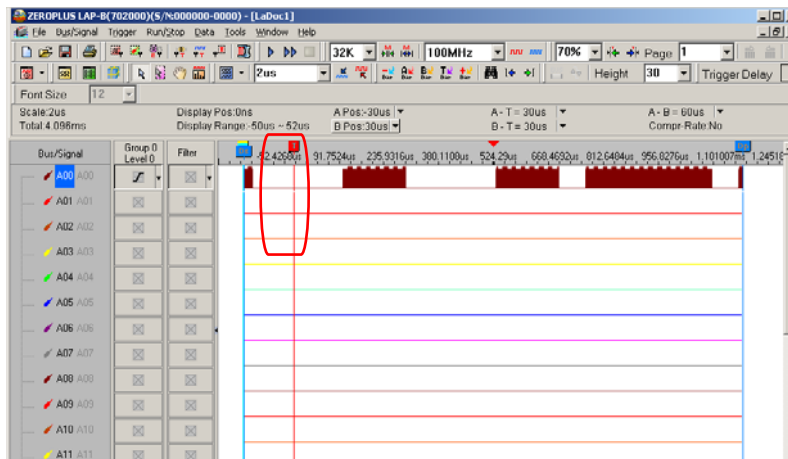 ZEROPLUS LAP-B(702000)(S/N:000000-0000) - [LaDoc1]
File Bus/Signal Trigger Run/Stop Data Tools Window Help
32K 100MHz 70% Page 1
2us Height 30 Trigger Delay
Font Size 12
Scale:2us Display Pos:0ns A Pos:-30us A - T = 30us A - B = 60us
Total:4.096ms Display Range:-50us ~ 52us B Pos:30us B - T = 30us Compr-Rate:No
Bus/Signal Group 0 Level 0 Filter 91.7524us 235.9316us 524.29us 668.4692us 812.6484us 956.8276us
A00 A00
A01 A01
A02 A02
A03 A03
A04 A04
A05 A05
A06 A06
A07 A07
A08 A08
A09 A09
A10 A10
A11 A11